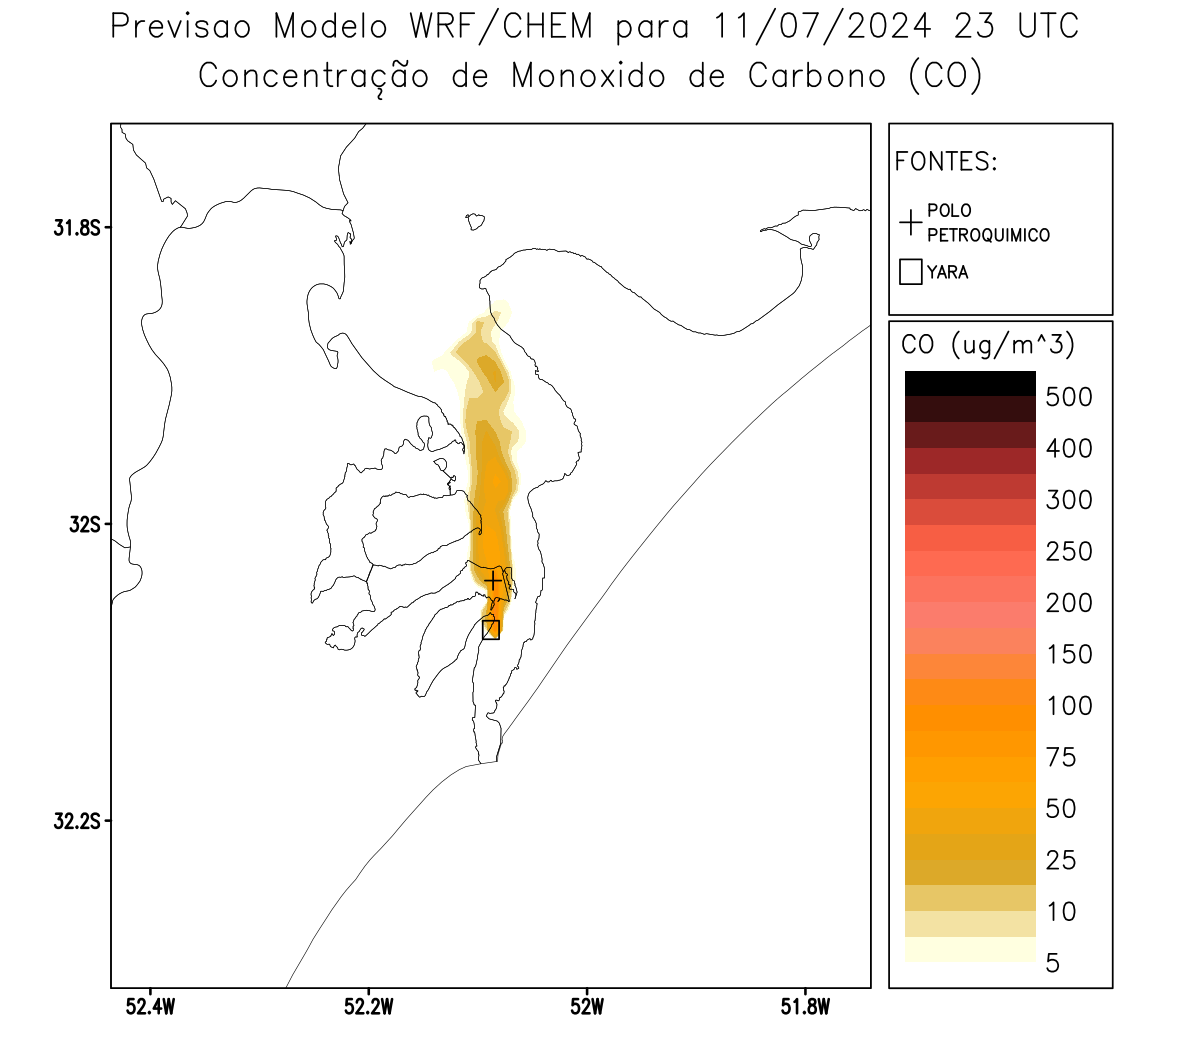 Previsao Modelo WRF/CHEM para 11/07/2024 23 UTC
Concentração de Monoxido de Carbono (CO)
FONTES:
POLO
PETROQUIMICO
YARA
CO (ug/m^3)
500
400
300
250
200
150
100
75
50
25
10
5
31.8S
32S
32.2S
52.4W
52.2W
52W
51.8W